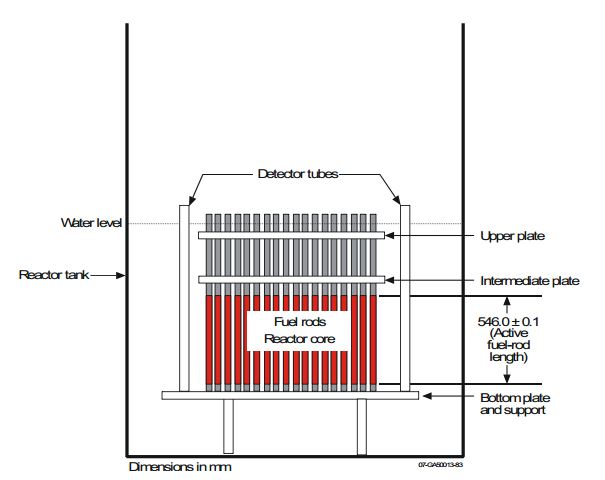 Detector tubes
Water level
Upper plate
Reactor tank
Intermediate plate
Fuel rods
Reactor core
546.0 ± 0.1
(Active
fuel-rod
length)
Bottom plate
and support
Dimensions in mm
07-GA50013-83